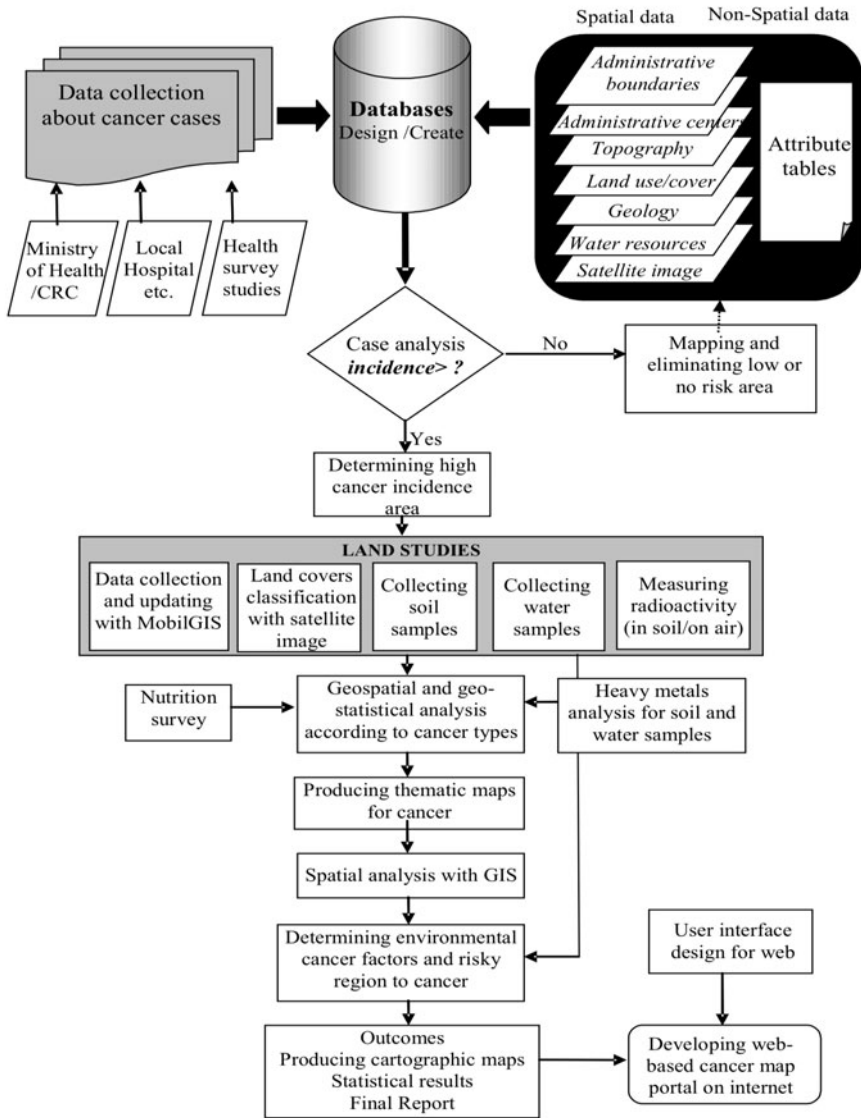 Spatial data
Non-Spatial data
Data collection
about cancer cases
Databases
Design /Create
Administrative
boundaries
Administrative centers
Topography
Land use/cover
Geology
Water resources
Satellite image
Attribute
tables
Ministry
of Health
/CRC
Local
Hospital
etc.
Health
survey
studies
Case analysis
incidence> ?
No
Mapping and
eliminating low or
no risk area
Yes
Determining high
cancer incidence
area
LAND STUDIES
Data collection
and updating
with MobilGIS
Land covers
classification
with satellite
image
Collecting
soil
samples
Collecting
water
samples
Measuring
radioactivity
(in soil/on air)
Nutrition
survey
Geospatial and geo-
statistical analysis
according to cancer types
Heavy metals
analysis for soil and
water samples
Producing thematic maps
for cancer
Spatial analysis with GIS
Determining environmental
cancer factors and risky
region to cancer
User interface
design for web
Outcomes
Producing cartographic maps
Statistical results
Final Report
Developing web-
based cancer map
portal on internet